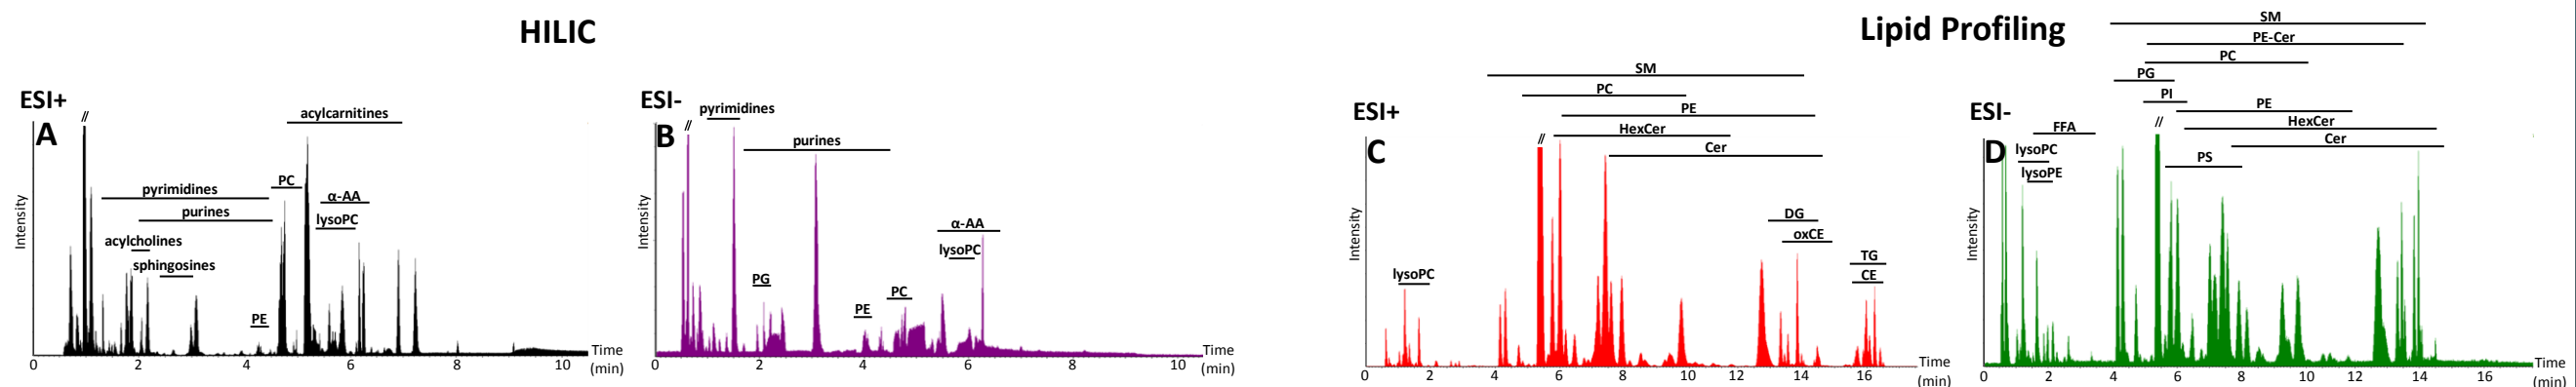 HILIC
Lipid Profiling
ESI+
A
//
acylcarnitines
PC
pyrimidines
α-AA
purines
lysoPC
acylcholines
sphingosines
PE
Intensity
0 2 4 6 8 10
Time
(min)
ESI-
B
//
pyrimidines
purines
α-AA
lysoPC
PG
PC
PE
Intensity
0 2 4 6 8 10
Time
(min)
ESI+
C
//
SM
PC
PE
HexCer
Cer
DG
oxCE
TG
CE
lysoPC
Intensity
0 2 4 6 8 10 12 14 16
Time
(min)
ESI-
D
//
SM
PE-Cer
PC
PG
PI
PE
HexCer
FFA
Cer
lysoPC
PS
lysoPE
Intensity
0 2 4 6 8 10 12 14 16
Time
(min)